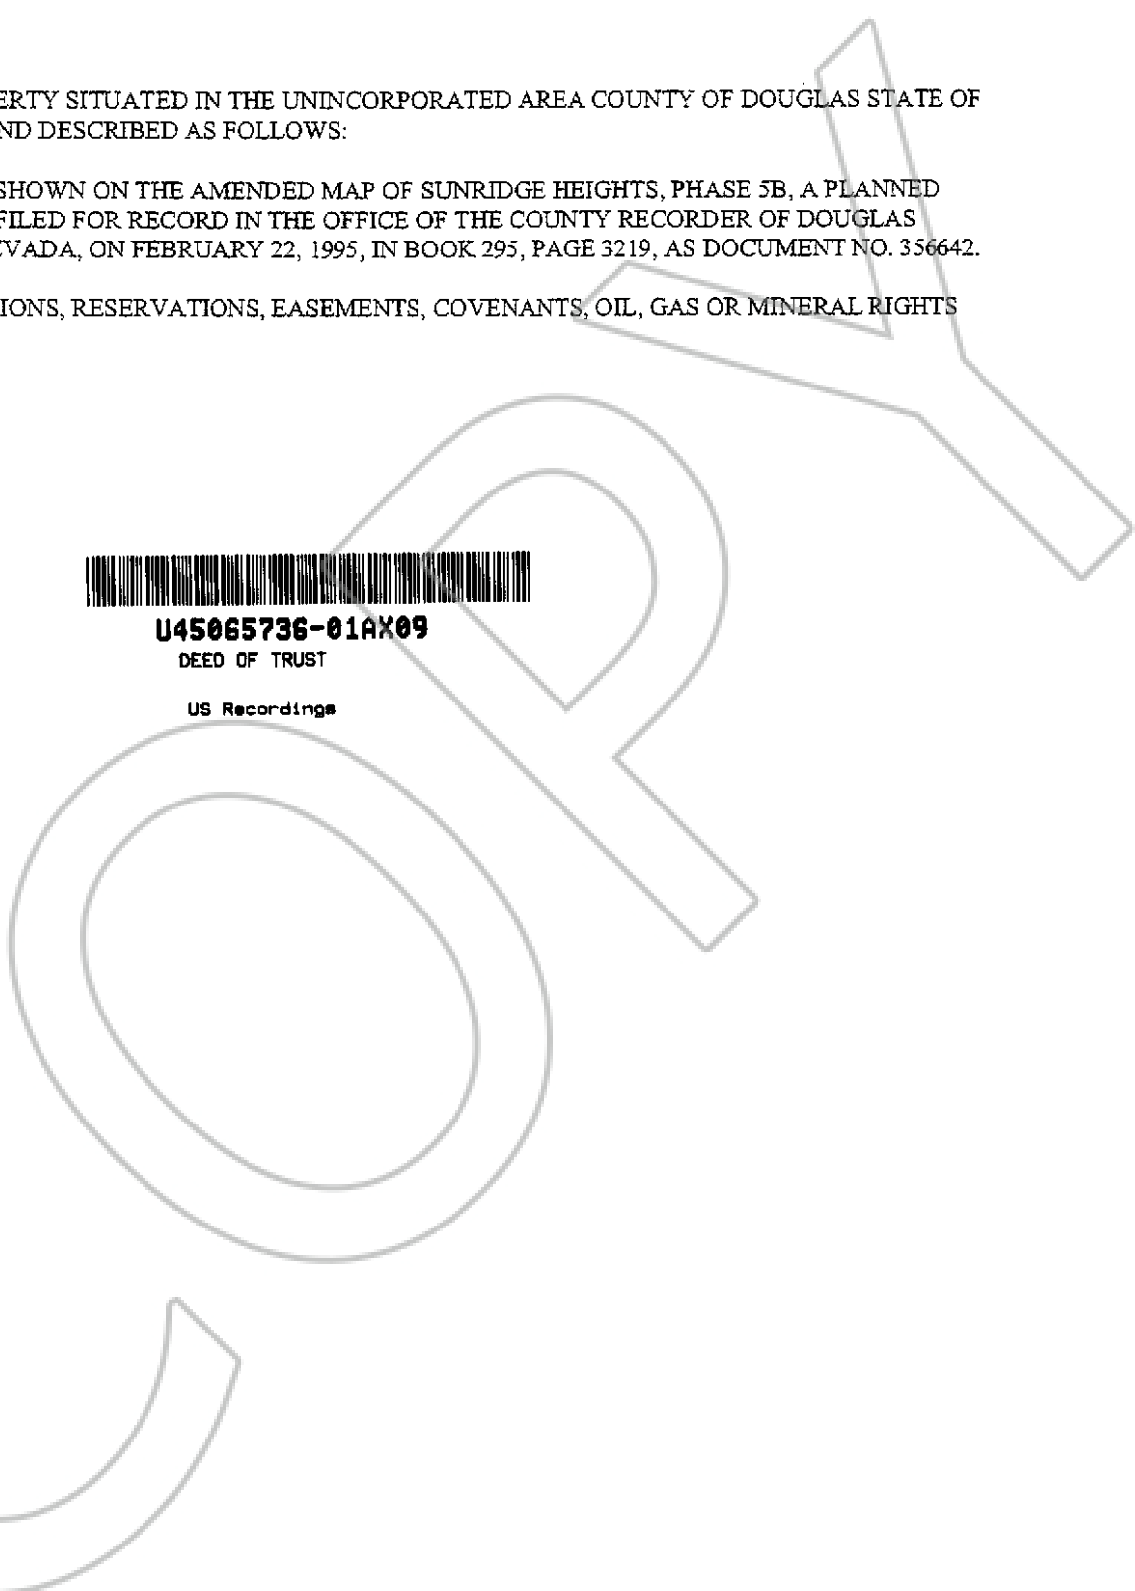 ERTY SITUATED IN THE UNINCORPORATED AREA COUNTY OF DOUGLAS STATE OF
ND DESCRIBED AS FOLLOWS:
SHOWN ON THE AMENDED MAP OF SUNRIDGE HEIGHTS, PHASE 5B, A PLANNED
FILED FOR RECORD IN THE OFFICE OF THE COUNTY RECORDER OF DOUGLAS
VADA, ON FEBRUARY 22, 1995, IN BOOK 295, PAGE 3219, AS DOCUMENT NO. 356642.
IONS, RESERVATIONS, EASEMENTS, COVENANTS, OIL, GAS OR MINERAL RIGHTS
U45065736-01AX09
DEED OF TRUST
US Recordings
COPY